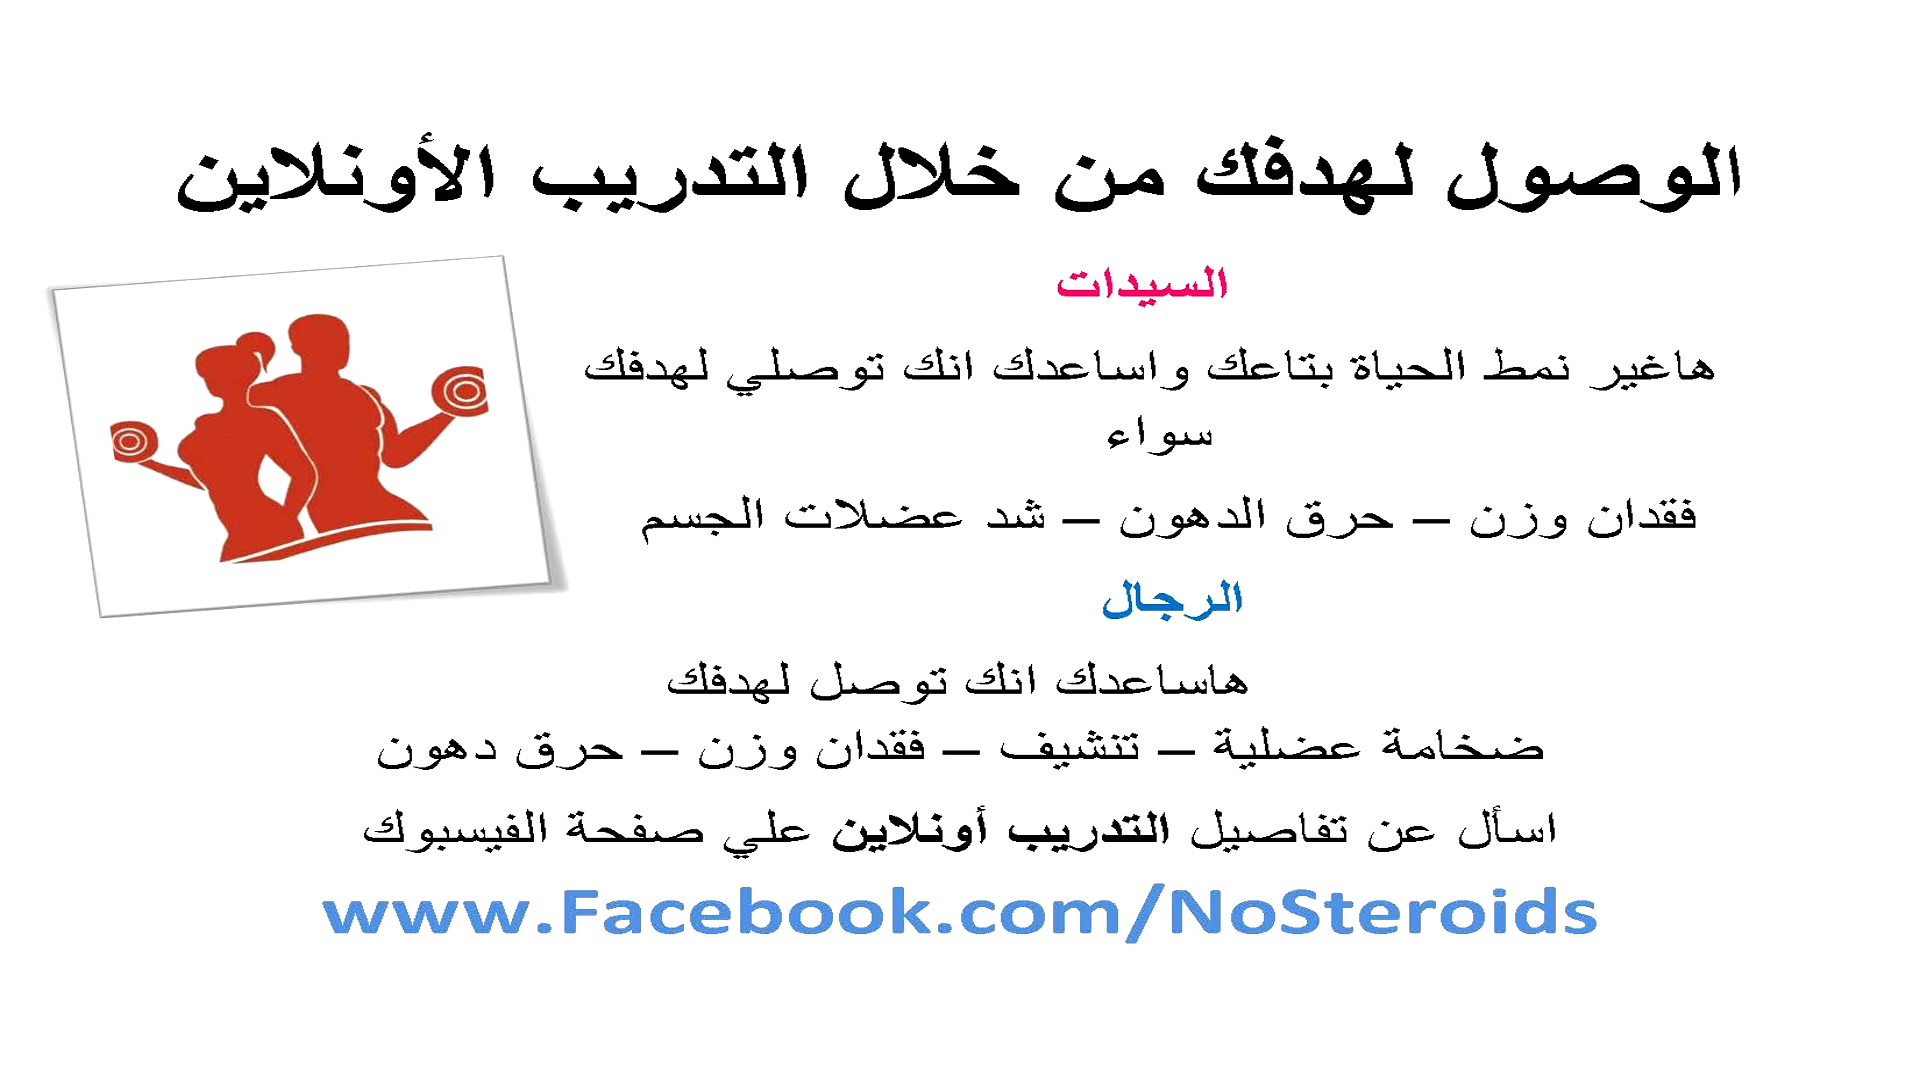 الوصول لهدفك من خلال التدريب الأونلاين
السيدات
هاغير نمط الحياة بتاعك واساعدك انك توصلي لهدفك
سواء
فقدان وزن – حرق الدهون – شد عضلات الجسم
الرجال
هاساعدك انك توصل لهدفك
ضخامة عضلية – تنشيف – فقدان وزن – حرق دهون
اسأل عن تفاصيل التدريب أونلاين علي صفحة الفيسبوك
www.Facebook.com/NoSteroids